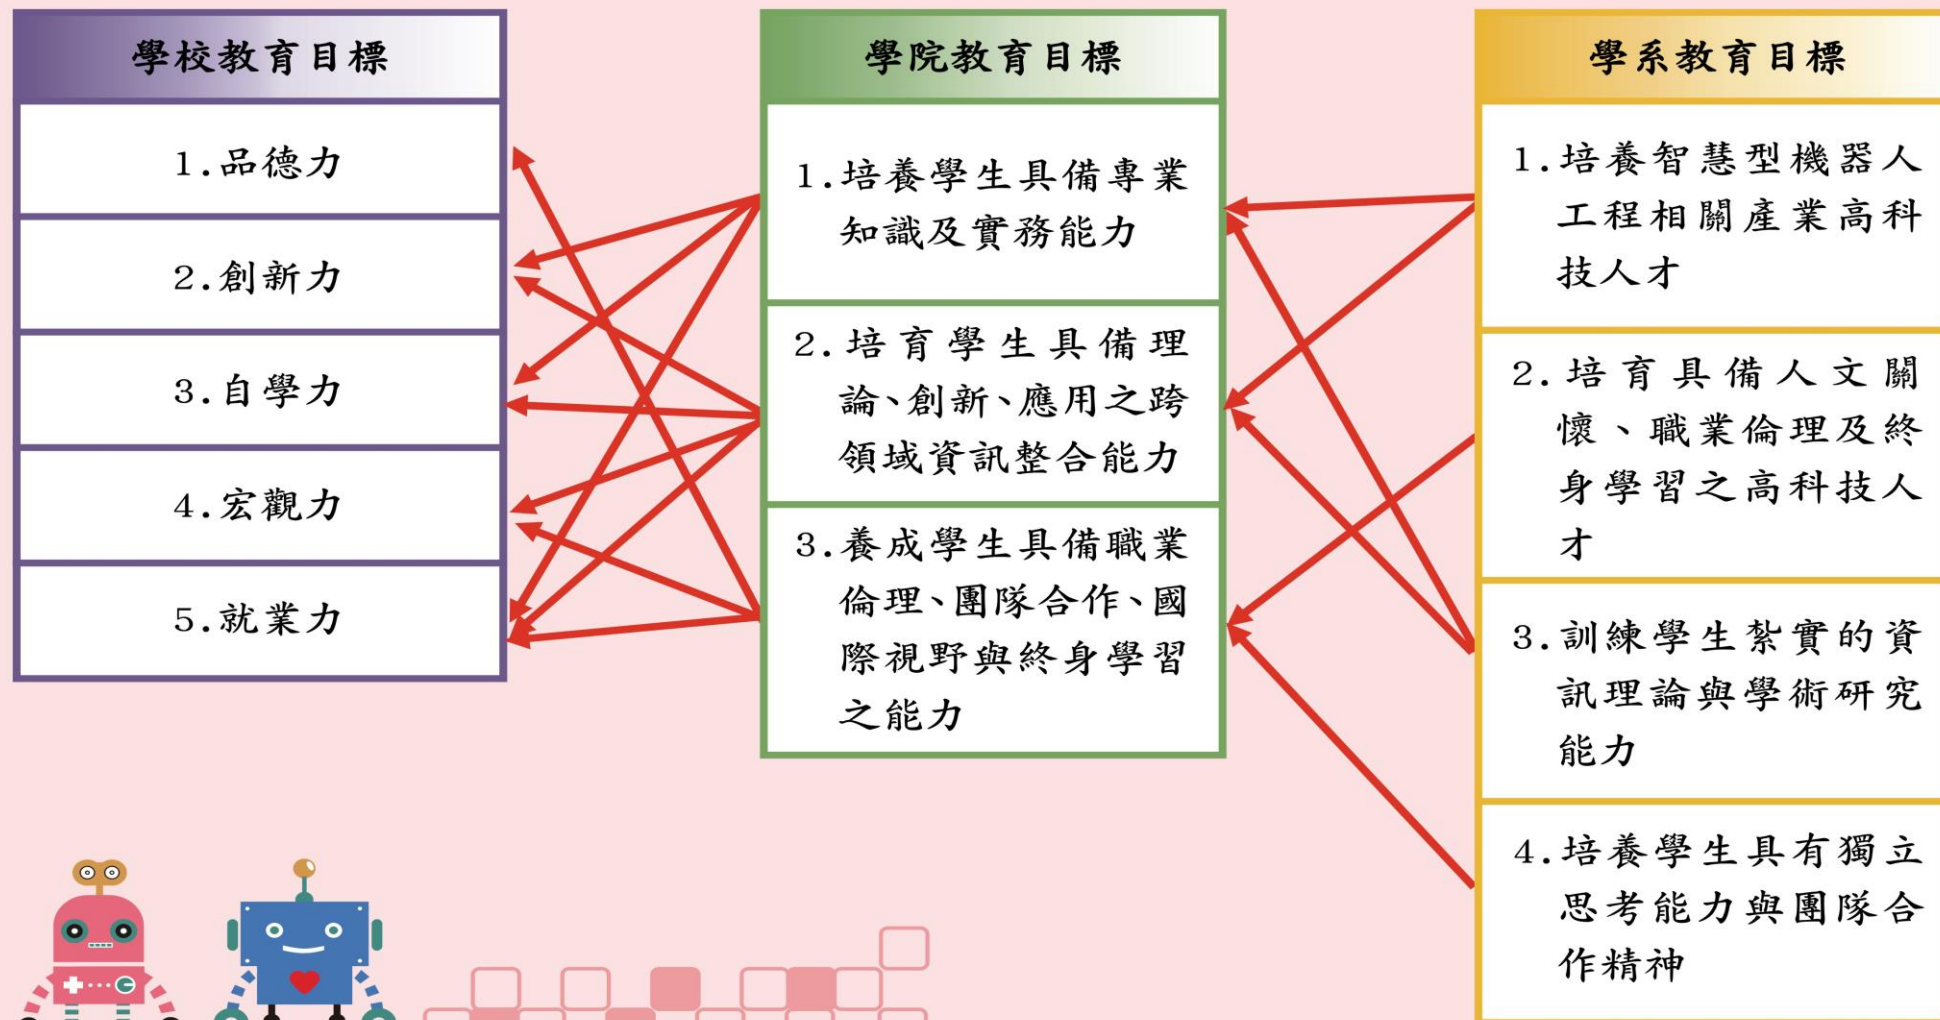 學校教育目標
1.品德力
2.創新力
3.自學力
4.宏觀力
5.就業力
學院教育目標
1.培養學生具備專業
知識及實務能力
2.培育學生具備理
論、創新、應用之跨
領域資訊整合能力
3.養成學生具備職業
倫理、團隊合作、國
際視野與終身學習
之能力
學系教育目標
1.培養智慧型機器人
工程相關產業高科
技人才
2.培育具備人文關
懷、職業倫理及終
身學習之高科技人
才
3.訓練學生紮實的資
訊理論與學術研究
能力
4.培養學生具有獨立
思考能力與團隊合
作精神